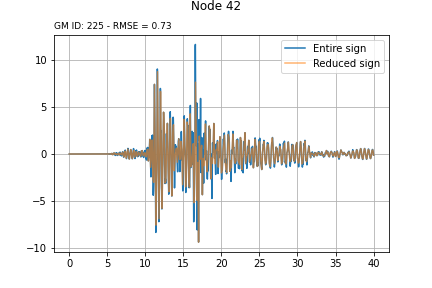 Node 42
GM ID: 225 - RMSE = 0.73
Entire sign
Reduced sign
10
5
0
−5
−10
0 5 10 15 20 25 30 35 40